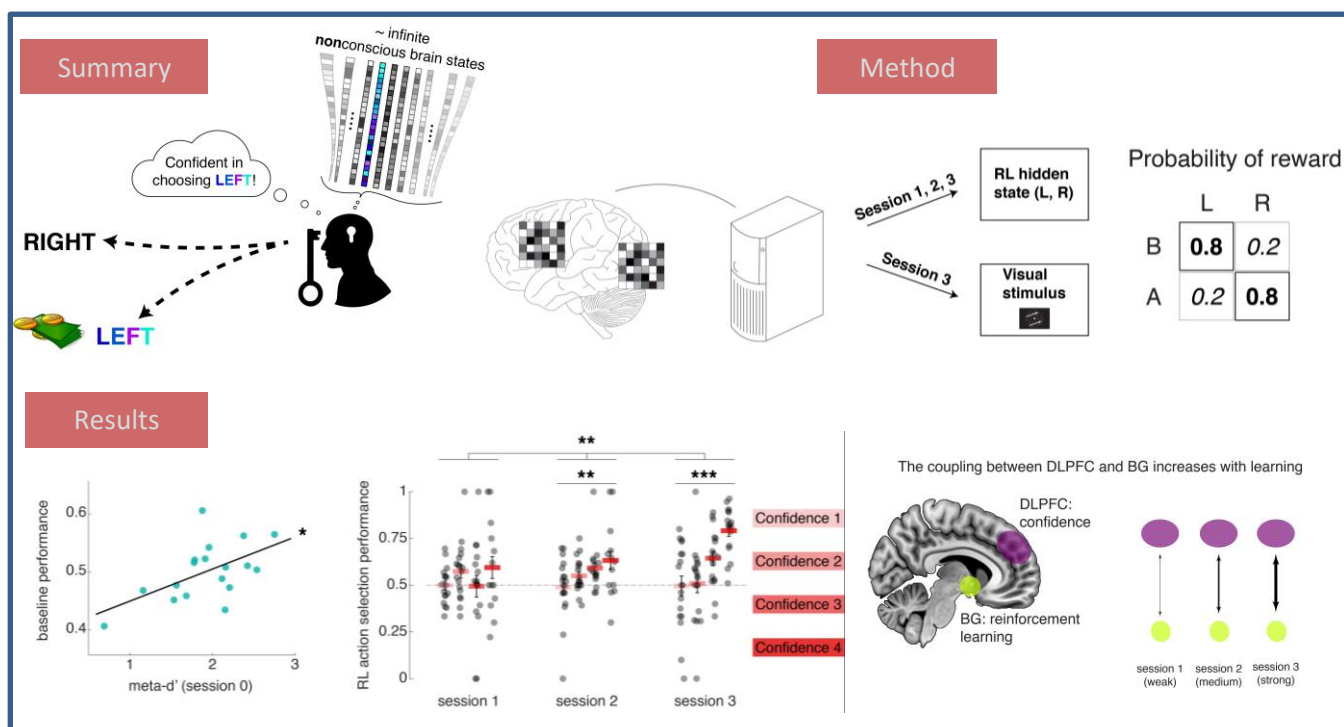 Summary
~ infinite
nonconscious brain states
Confident in
choosing LEFT!
RIGHT
LEFT
Method
Session 1, 2, 3
RL hidden
state (L, R)
Session 3
Visual
stimulus
Probability of reward
L R
B 0.8 0.2
A 0.2 0.8
Results
baseline performance
0.6
0.5
0.4
*
1 2 3
meta-d' (session 0)
RL action selection performance
**
** ***
1
0.75
0.5
0.25
0
session 1 session 2 session 3
Confidence 1
Confidence 2
Confidence 3
Confidence 4
The coupling between DLPFC and BG increases with learning
DLPFC:
confidence
BG: reinforcement
learning
session 1 session 2 session 3
(weak) (medium) (strong)